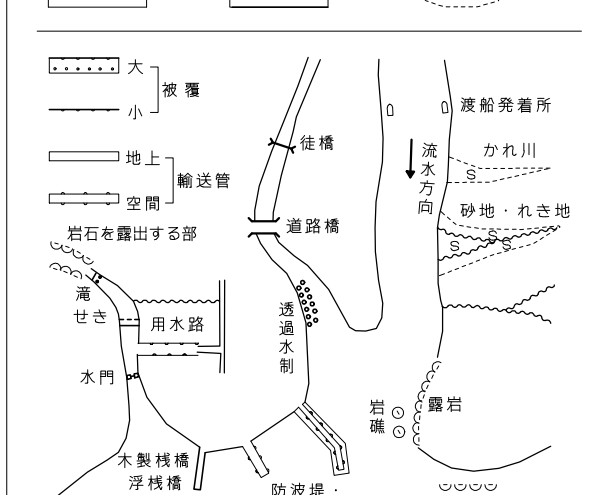 大
被覆
小
地上
輸送管
空間
岩石を露出する部
滝
せき
用水路
水門
木製桟橋
浮桟橋
徒橋
道路橋
透過水制
流水方向
渡船発着所
かれ川
S
砂地・れき地
S
S
岩礁
露岩
防波堤・